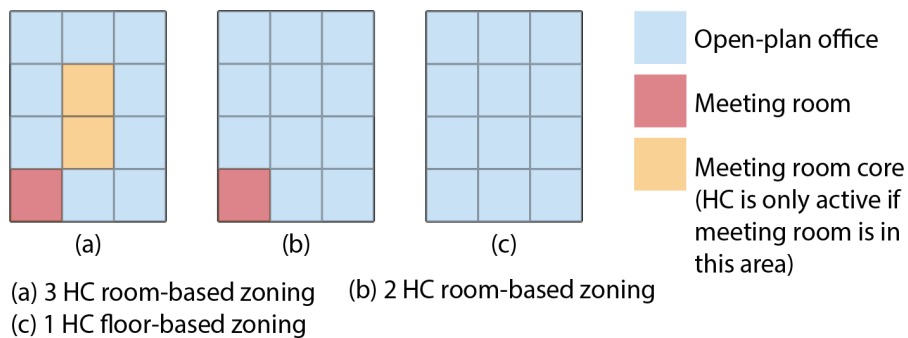 Open-plan office
Meeting room
Meeting room core
(HC is only active if
meeting room is in
this area)
(a)
(b)
(c)
(a) 3 HC room-based zoning
(b) 2 HC room-based zoning
(c) 1 HC floor-based zoning